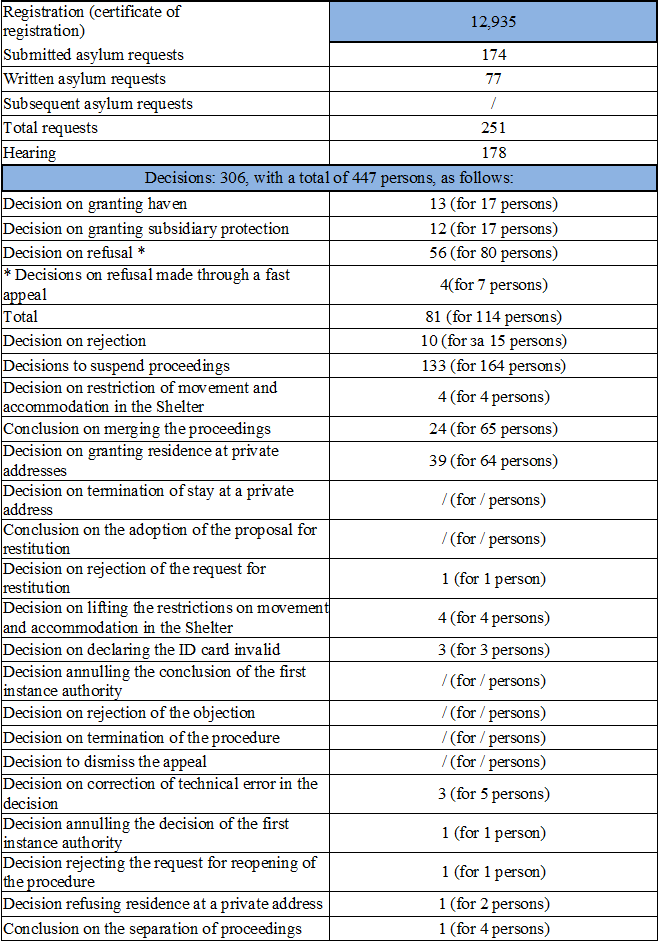 Registration (certificate of
registration)
12,935
Submitted asylum requests
174
Written asylum requests
77
Subsequent asylum requests
/
Total requests
251
Hearing
178
Decisions: 306, with a total of 447 persons, as follows:
Decision on granting haven
13 (for 17 persons)
Decision on granting subsidiary protection
12 (for 17 persons)
Decision on refusal *
56 (for 80 persons)
* Decisions on refusal made through a fast
appeal
4(for 7 persons)
Total
81 (for 114 persons)
Decision on rejection
10 (for за 15 persons)
Decisions to suspend proceedings
133 (for 164 persons)
Decision on restriction of movement and
accommodation in the Shelter
4 (for 4 persons)
Conclusion on merging the proceedings
24 (for 65 persons)
Decision on granting residence at private
addresses
39 (for 64 persons)
Decision on termination of stay at a private
address
/ (for / persons)
Conclusion on the adoption of the proposal for
restitution
/ (for / persons)
Decision on rejection of the request for
restitution
1 (for 1 person)
Decision on lifting the restrictions on movement
and accommodation in the Shelter
4 (for 4 persons)
Decision on declaring the ID card invalid
3 (for 3 persons)
Decision annulling the conclusion of the first
instance authority
/ (for / persons)
Decision on rejection of the objection
/ (for / persons)
Decision on termination of the procedure
/ (for / persons)
Decision to dismiss the appeal
/ (for / persons)
Decision on correction of technical error in the
decision
3 (for 5 persons)
Decision annulling the decision of the first
instance authority
1 (for 1 person)
Decision rejecting the request for reopening of
the procedure
1 (for 1 person)
Decision refusing residence at a private address
1 (for 2 persons)
Conclusion on the separation of proceedings
1 (for 4 persons)